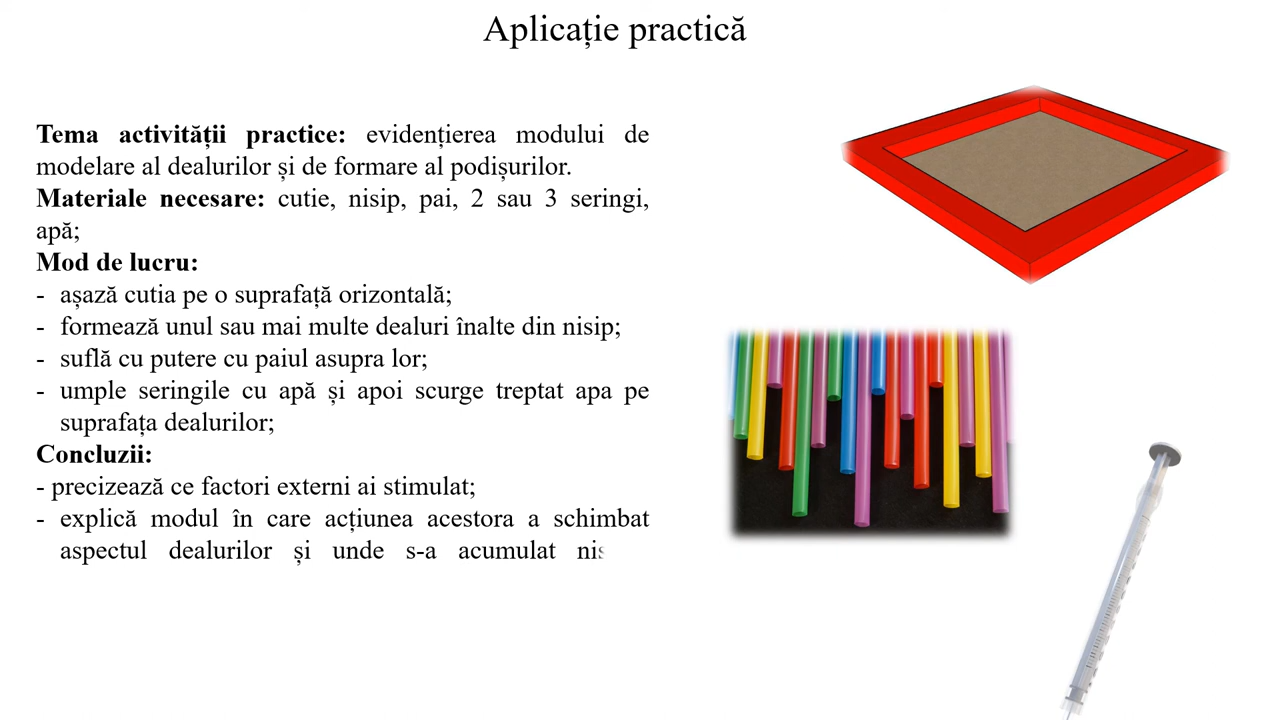 Aplicație practică
Tema activității practice: evidențierea modului de
modelare al dealurilor și de formare al podișurilor.
Materiale necesare: cutie, nisip, pai, 2 sau 3 seringi,
apă;
Mod de lucru:
- așază cutia pe o suprafață orizontală;
- formează unul sau mai multe dealuri înalte din nisip;
- suflă cu putere cu paiul asupra lor;
- umple seringile cu apă și apoi scurge treptat apa pe
suprafața dealurilor;
Concluzii:
- precizează ce factori externi ai stimulat;
- explică modul în care acțiunea acestora a schimbat
aspectul dealurilor și unde s-a acumulat